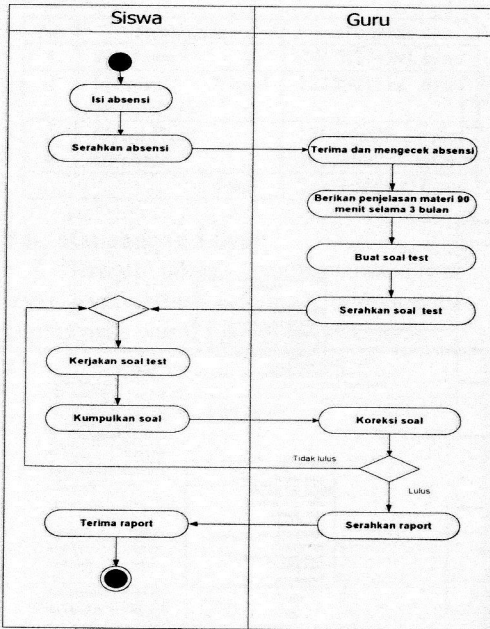 Siswa
Guru
Isi absensi
Serahkan absensi
Terima dan mengecek absensi
Berikan penjelasan materi 90
menit selama 3 bulan
Buat soal test
Serahkan soal test
Kerjakan soal test
Kumpulkan soal
Koreksi soal
Tidak lulus
Lulus
Serahkan raport
Terima raport